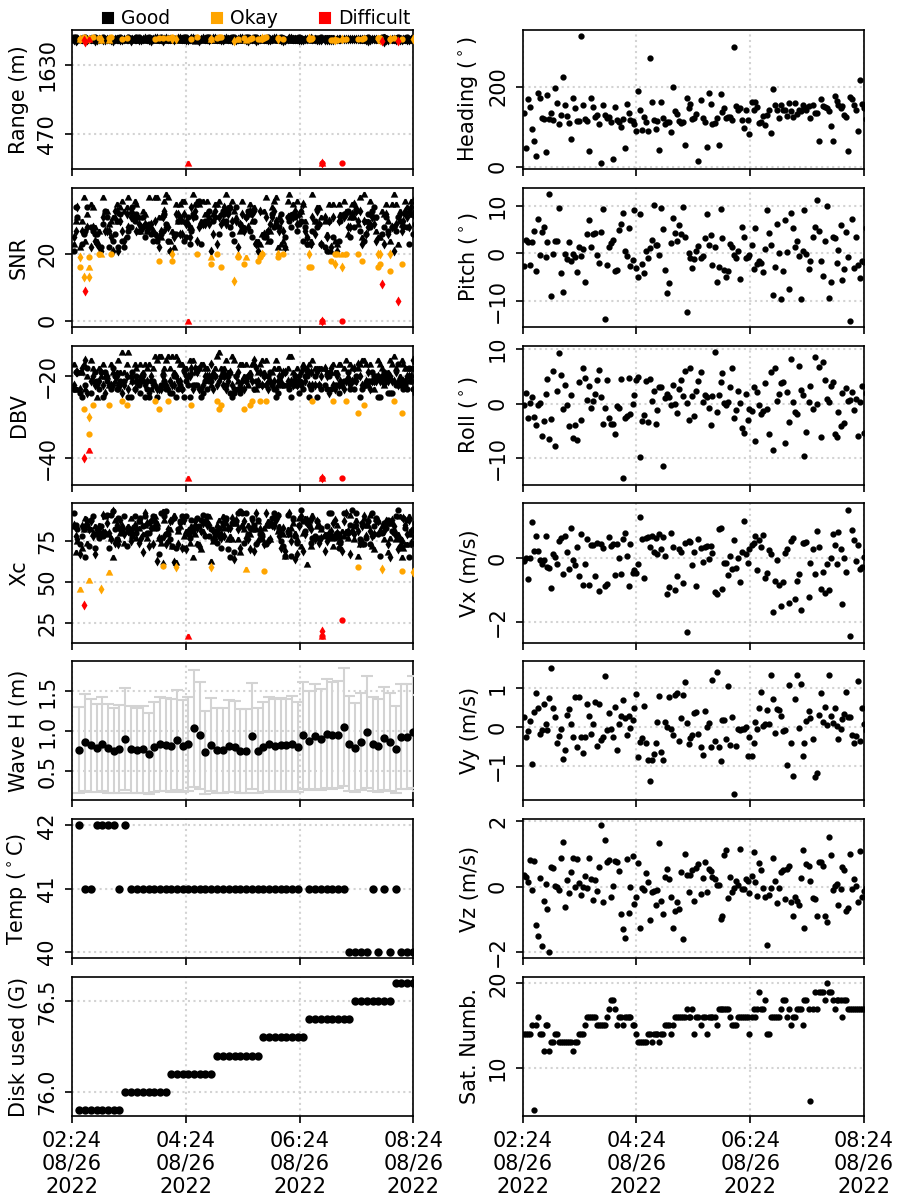 Good Okay Difficult
Range (m)
1630
470
Heading (°)
200
0
SNR
20
0
Pitch (°)
10
0
−10
DBV
−20
−40
Roll (°)
10
0
−10
Xc
75
50
25
Vx (m/s)
0
−2
Wave H (m)
1.5
1.0
0.5
Vy (m/s)
1
0
−1
Temp (°C)
42
41
40
Vz (m/s)
2
0
−2
Disk used (G)
76.5
76.0
Sat. Numb.
20
10
02:24 04:24 06:24 08:24
08/26 08/26 08/26 08/26
2022 2022 2022 2022
02:24 04:24 06:24 08:24
08/26 08/26 08/26 08/26
2022 2022 2022 2022